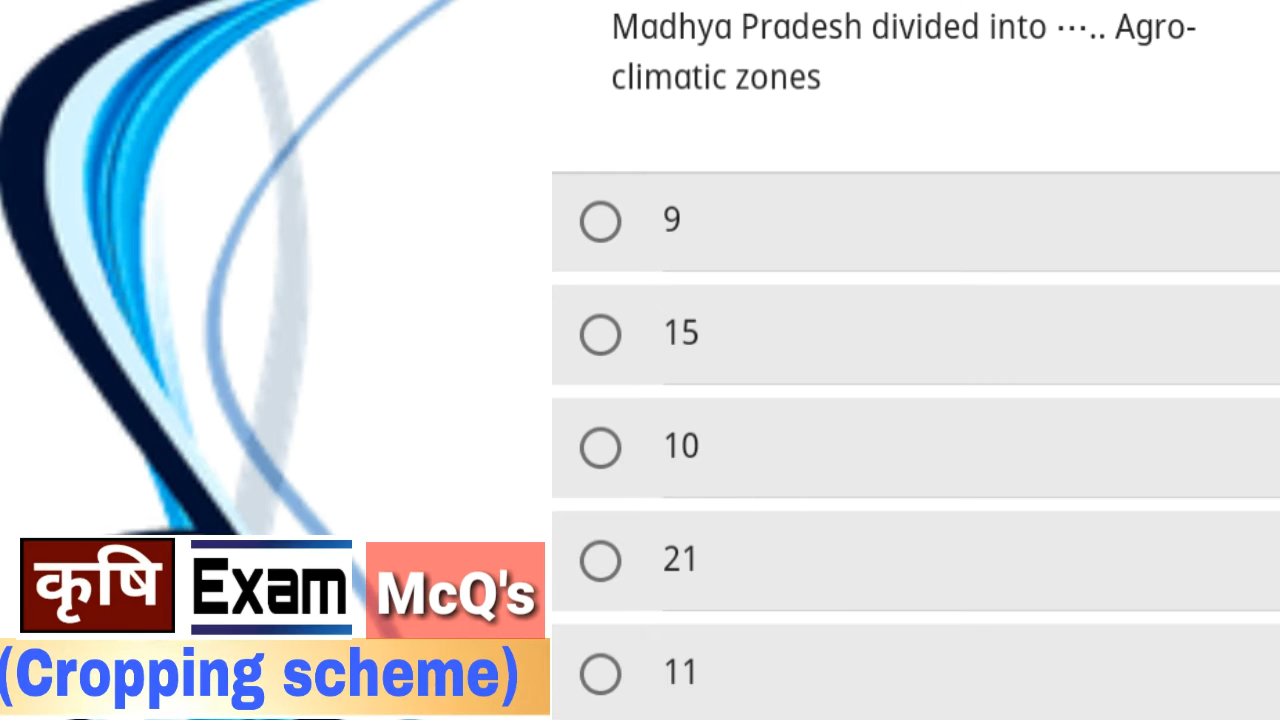 Madhya Pradesh divided into ..... Agro-
climatic zones
9
15
10
21
11
कृषि Exam McQ's
(Cropping scheme)